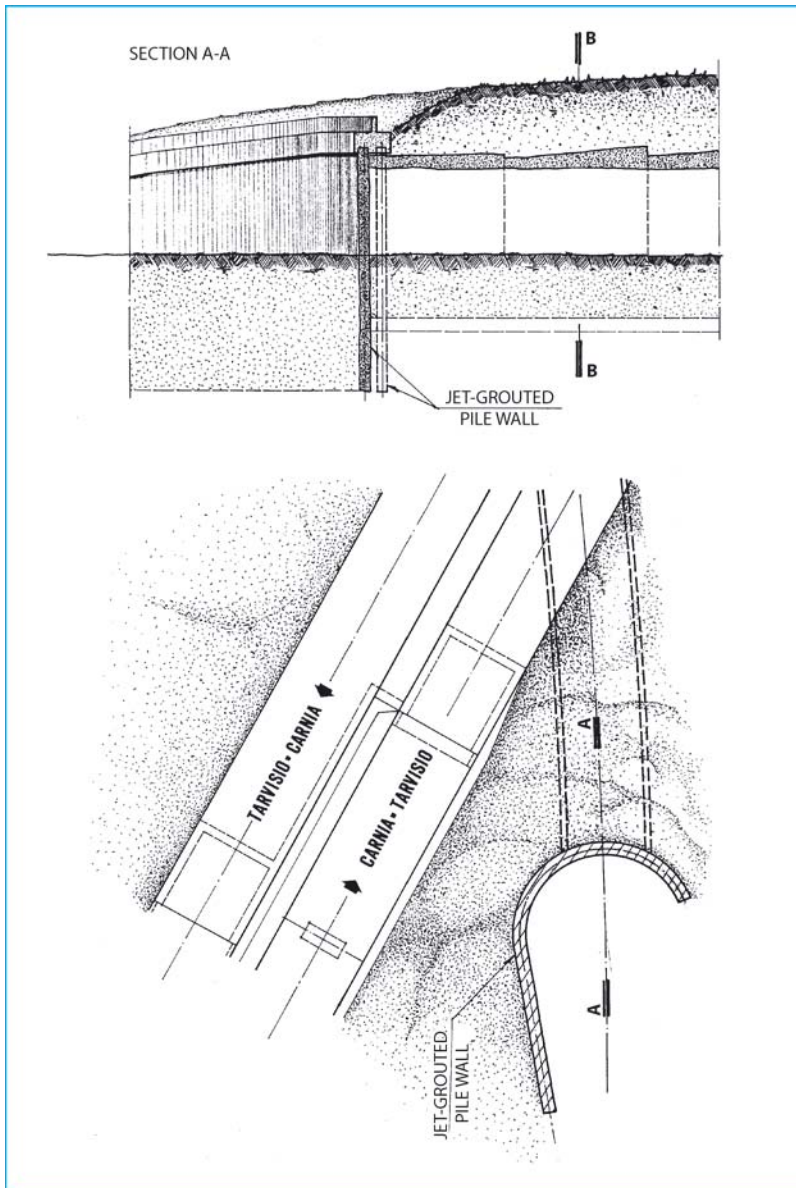 SECTION A-A
B
B
JET-GROUTED
PILE WALL
TARVISIO - CARNIA
CARNIA - TARVISIO
A
A
JET-GROUTED
PILE WALL